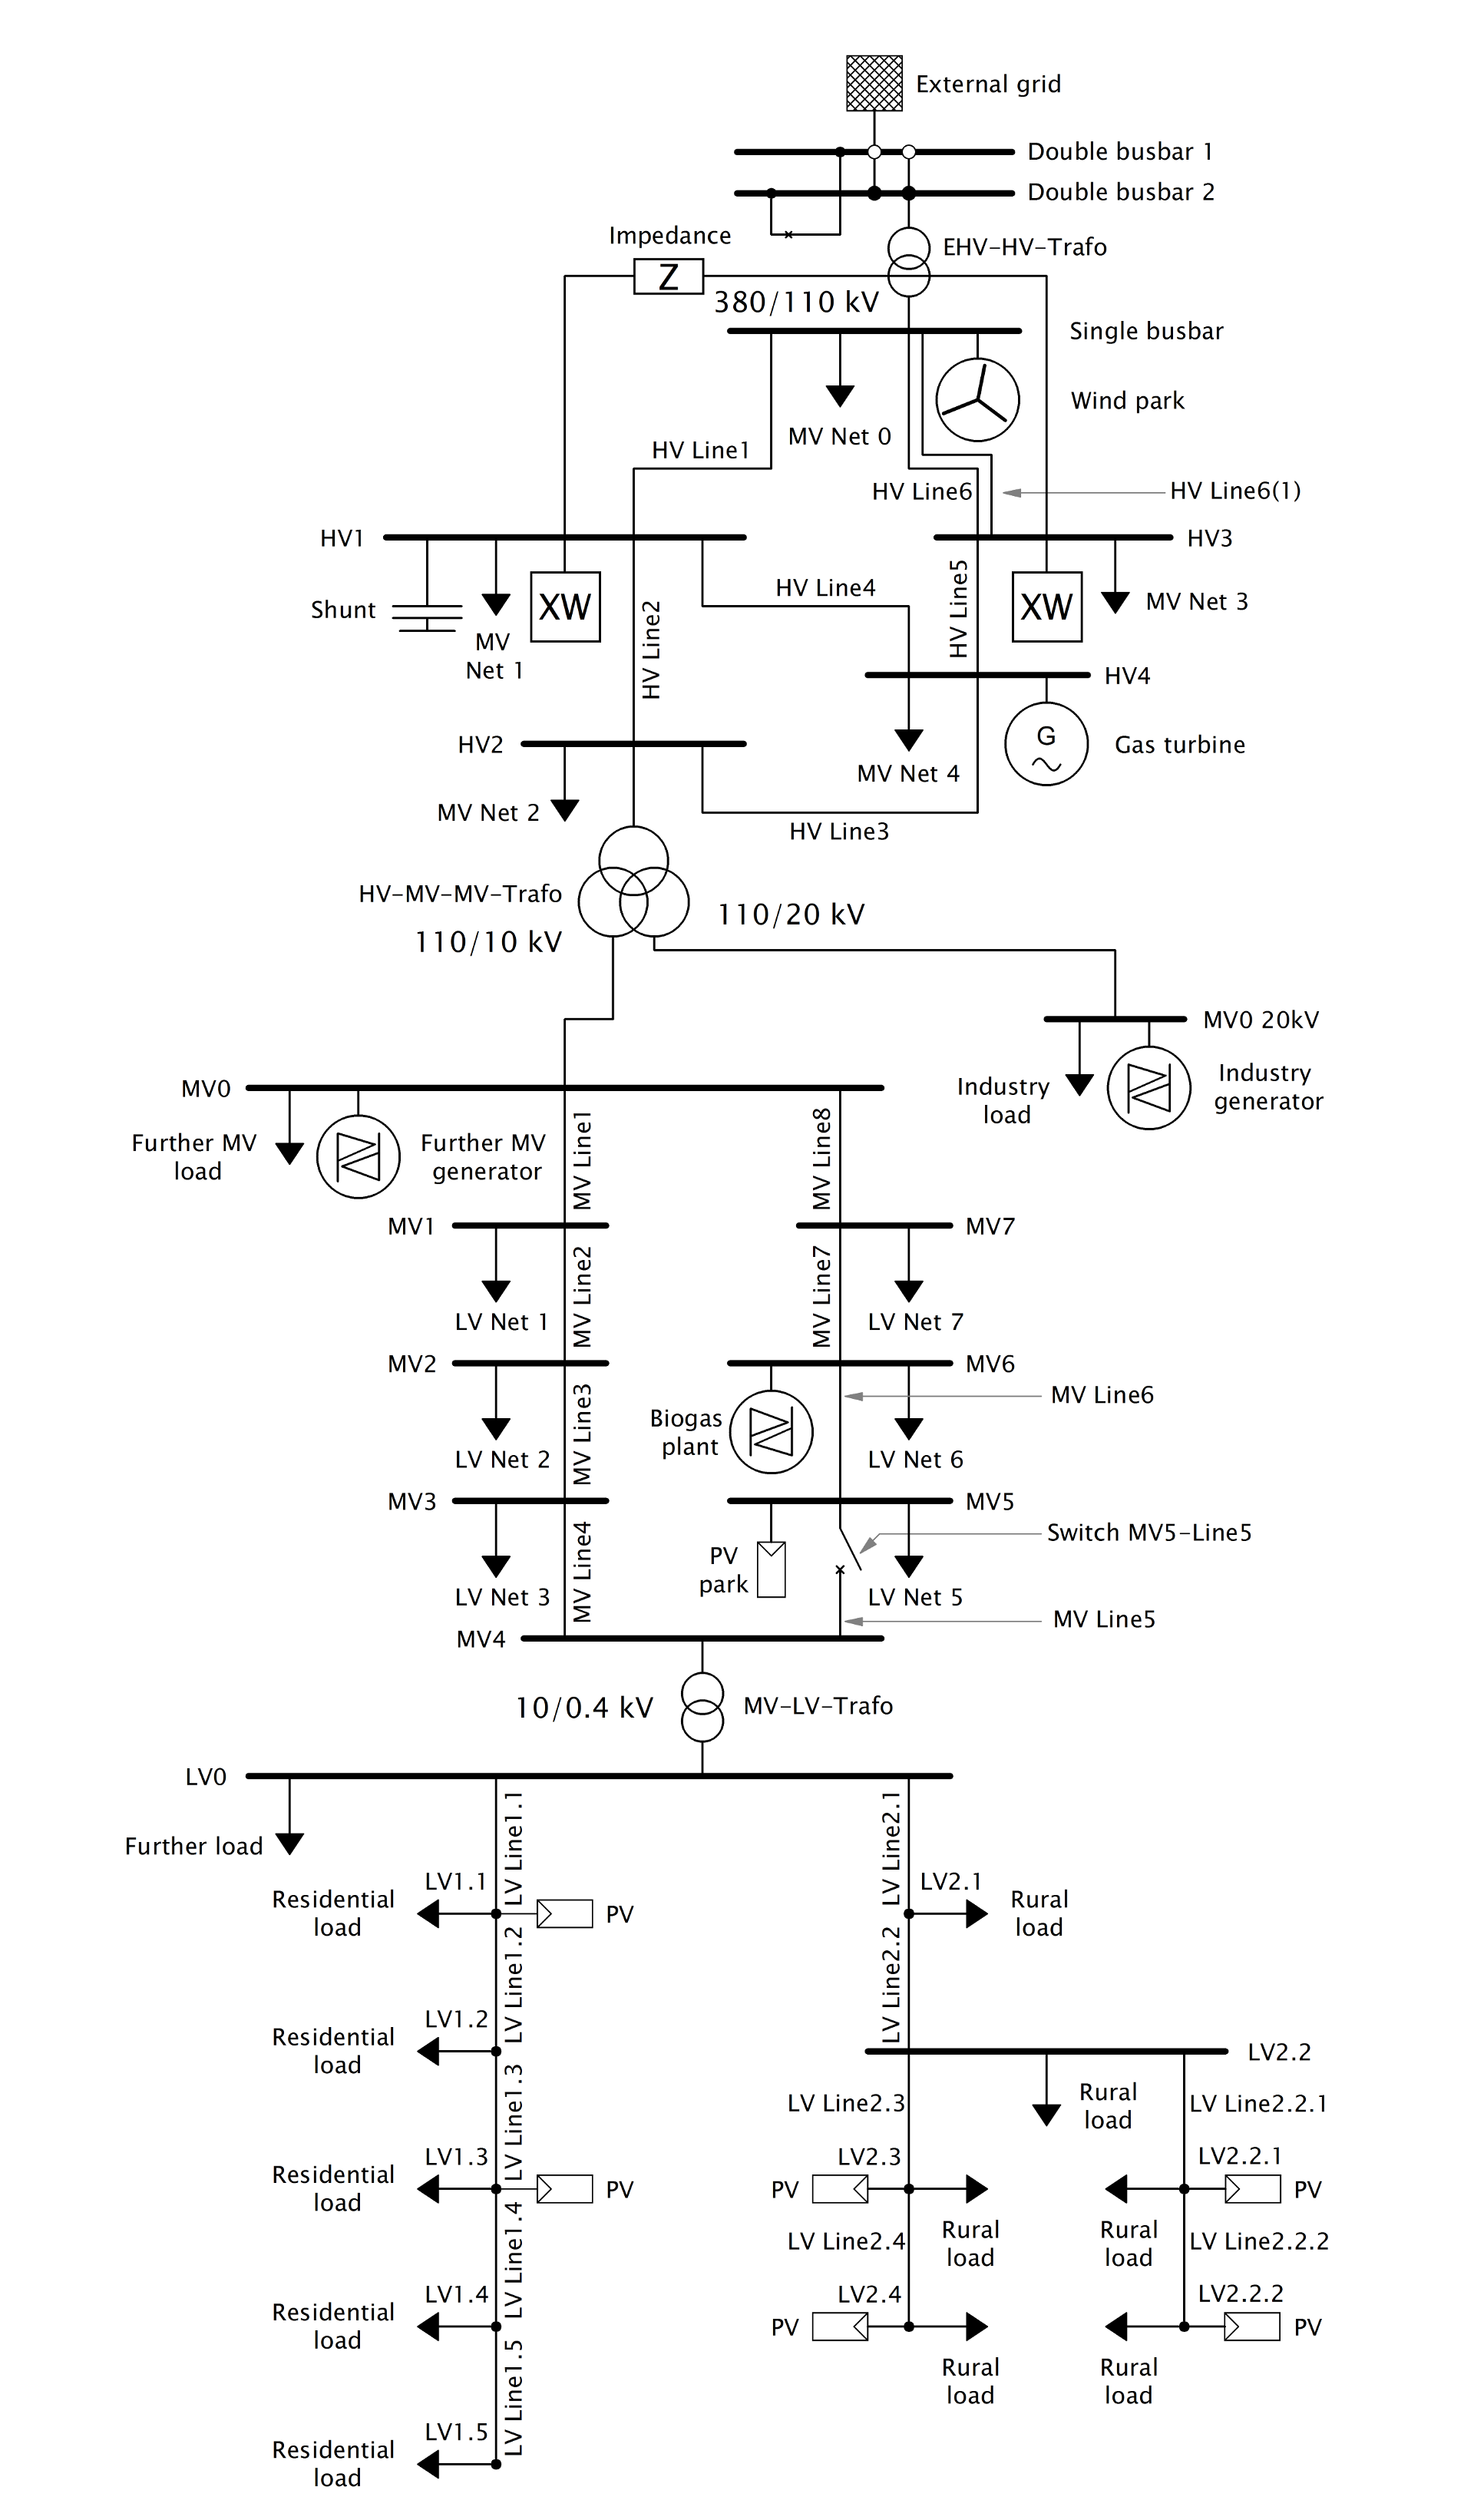 External grid
Double busbar 1
Double busbar 2
Impedance
EHV-HV-Trafo
Z
380/110 kV
Single busbar
Wind park
MV Net 0
HV Line1
HV Line6
HV Line6(1)
HV1
HV3
HV Line4
HV Line5
Shunt
XW
XW
MV Net 3
HV Line2
MV
Net 1
HV4
HV2
G
Gas turbine
MV Net 4
MV Net 2
HV Line3
HV-MV-MV-Trafo
110/20 kV
110/10 kV
MV0 20kV
MV0
Industry
load
Industry
generator
Further MV
load
Further MV
generator
MV Line1
MV Line8
MV1
MV7
MV Line2
MV Line7
LV Net 1
LV Net 7
MV2
MV6
MV Line3
MV Line6
Biogas
plant
LV Net 2
LV Net 6
MV3
MV5
MV Line4
Switch MV5-Line5
PV
park
LV Net 3
LV Net 5
MV Line5
MV4
10/0.4 kV
MV-LV-Trafo
LV0
Further load
LV Line1.1
LV Line2.1
LV1.1
LV2.1
Residential
load
PV
Rural
load
LV Line1.2
LV Line2.2
LV1.2
Residential
load
LV2.2
LV Line1.3
LV Line2.3
Rural
load
LV Line2.2.1
LV1.3
LV2.3
LV2.2.1
Residential
load
PV
PV
PV
LV Line1.4
LV Line2.4
Rural
load
Rural
load
LV Line2.2.2
LV1.4
LV2.4
LV2.2.2
Residential
load
PV
PV
LV Line1.5
Rural
load
Rural
load
LV1.5
Residential
load